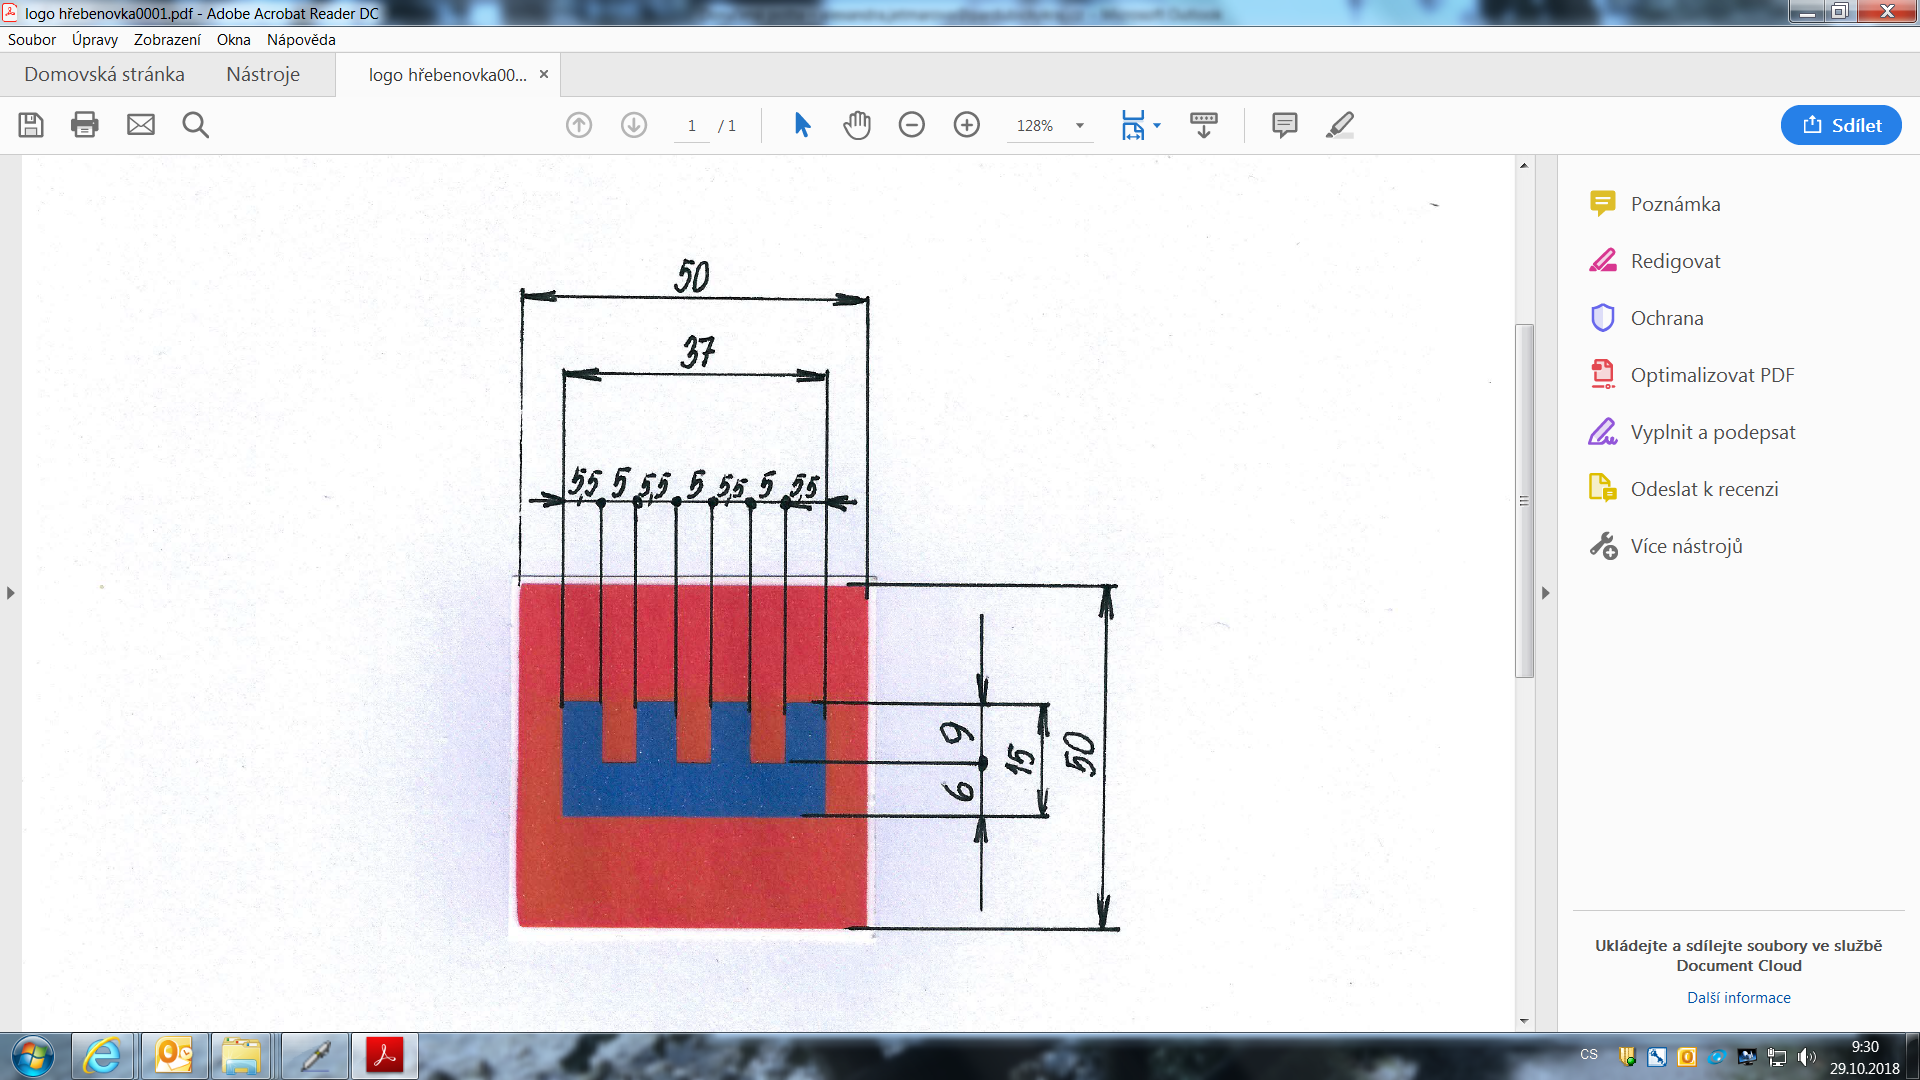 logo hřebenovka0001.pdf - Adobe Acrobat Reader DC
Soubor Úpravy Zobrazení Okna Nápověda
Domovská stránka Nástroje logo hřebenovka00... ×
1 / 1 128% Sdílet
Poznámka
Redigovat
Ochrana
Optimalizovat PDF
Vyplnit a podepsat
Odeslat k recenzi
Více nástrojů
50
37
5,5 5 5,5 5 5,5 5 5,5
9
6
15
50
Ukládejte a sdílejte soubory ve službě
Document Cloud
Další informace
CS
9:30
29.10.2018